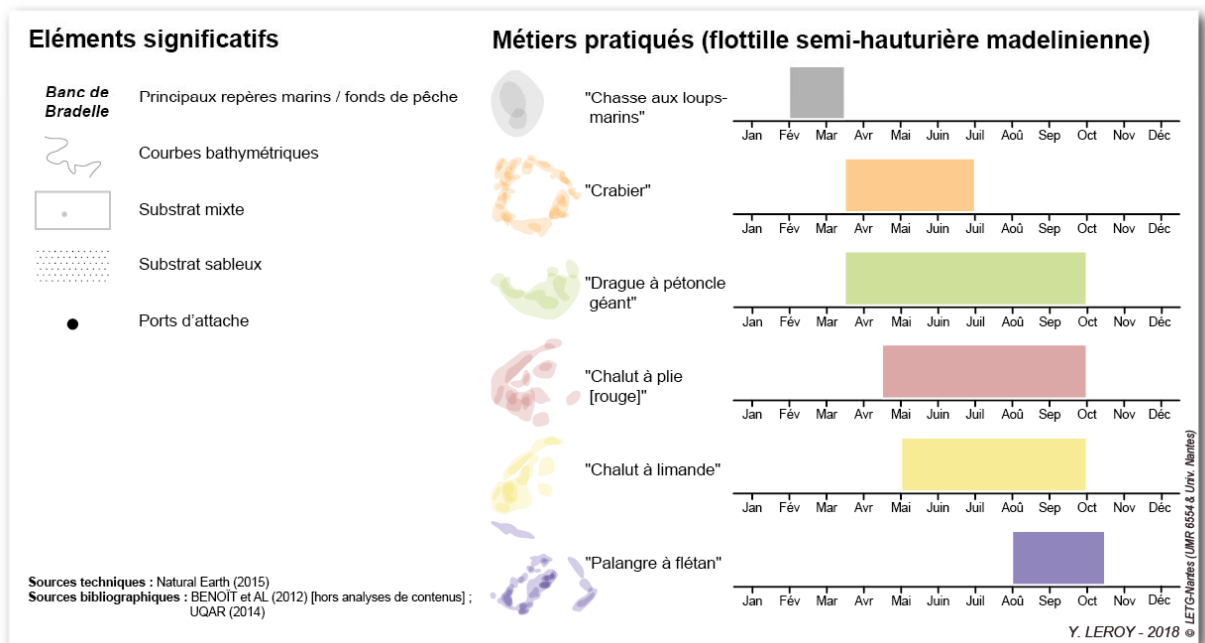 Eléments significatifs
Banc de
Bradelle
Principaux repères marins / fonds de pêche
Courbes bathymétriques
Substrat mixte
Substrat sableux
Ports d'attache
Sources techniques : Natural Earth (2015)
Sources bibliographiques : BENOÎT et AL (2012) [hors analyses de contenus] ;
UQAR (2014)
Métiers pratiqués (flottille semi-hauturière madelinienne)
"Chasse aux loups-
marins"
Jan Fév Mar Avr Mai Juin Juil Aoû Sep Oct Nov Déc
"Crabier"
Jan Fév Mar Avr Mai Juin Juil Aoû Sep Oct Nov Déc
"Drague à pétoncle
géant"
Jan Fév Mar Avr Mai Juin Juil Aoû Sep Oct Nov Déc
"Chalut à plie
[rouge]"
Jan Fév Mar Avr Mai Juin Juil Aoû Sep Oct Nov Déc
"Chalut à limande"
Jan Fév Mar Avr Mai Juin Juil Aoû Sep Oct Nov Déc
"Palangre à flétan"
Jan Fév Mar Avr Mai Juin Juil Aoû Sep Oct Nov Déc
Y. LEROY - 2018
© LETG-Nantes (UMR 6554 & Univ. Nantes)